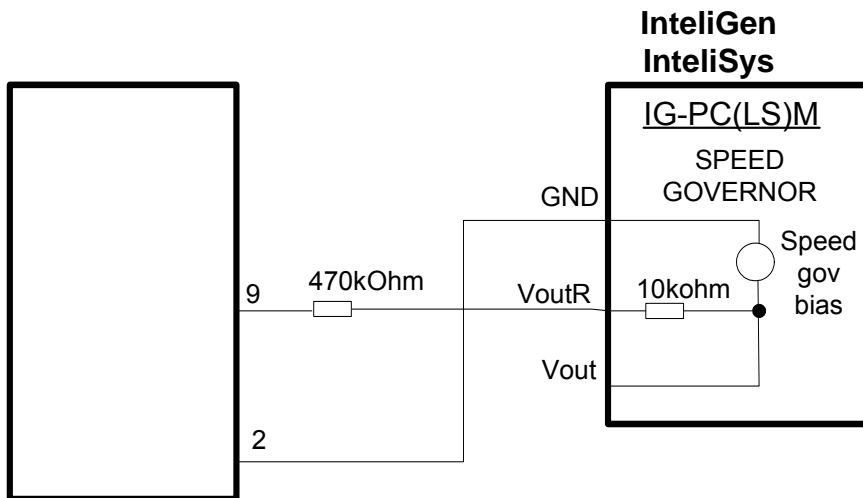 InteliGen
InteliSys
IG-PC(LS)M
SPEED
GOVERNOR
GND
Speed
gov
bias
9
470kOhm
VoutR
10kohm
Vout
2